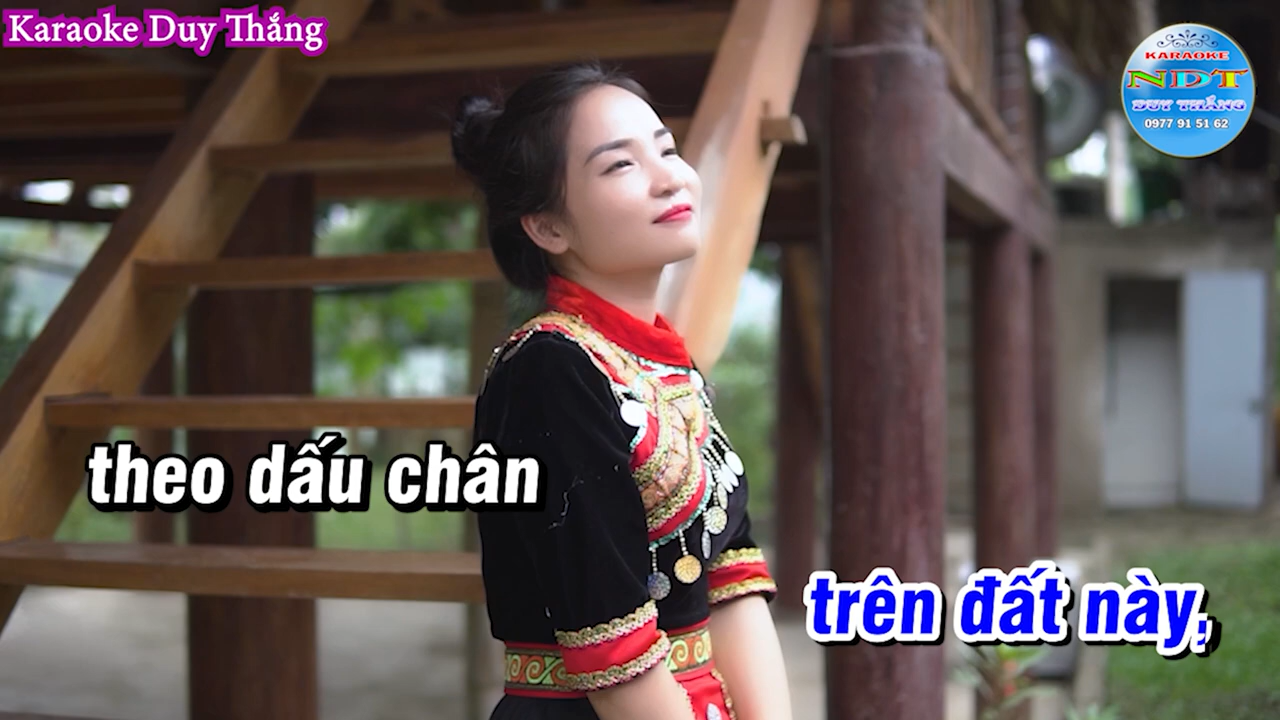 Karaoke Duy Thắng
KARAOKE
NDT
DUY THẮNG
0977 91 51 62
theo dấu chân
trên đất này,